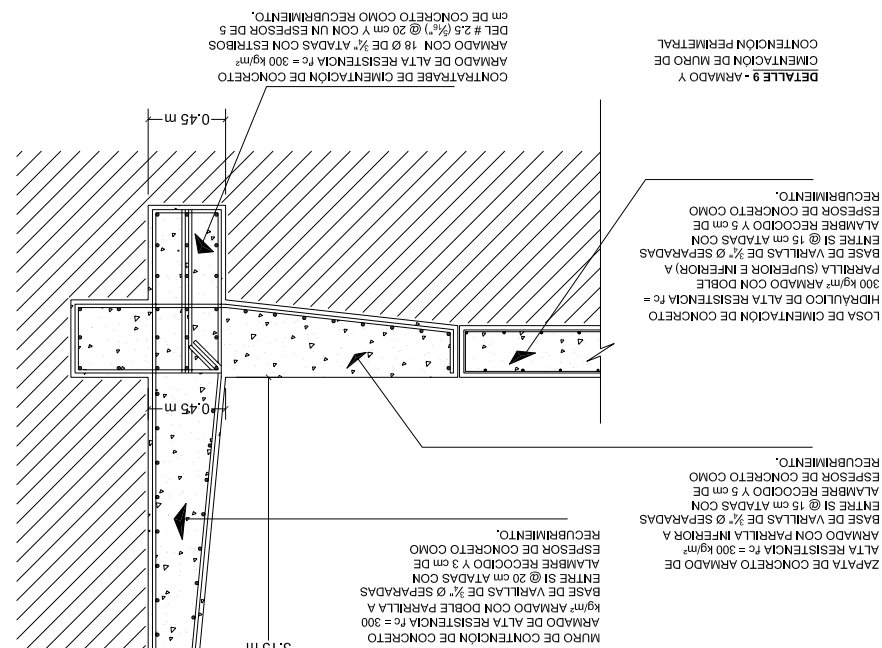 MURO DE CONTENCIÓN DE CONCRETO
ARMADO DE ALTA RESISTENCIA fc = 300
kg/m² ARMADO CON DOBLE PARRILLA A
BASE DE VARILLAS DE ¾" Ø SEPARADAS
ENTRE SI @ 20 cm ATADAS CON
ALAMBRE RECOCIDO Y 3 cm DE
ESPESOR DE CONCRETO COMO
RECUBRIMIENTO.
ZAPATA DE CONCRETO ARMADO DE
ALTA RESISTENCIA fc = 300 kg/m²
ARMADO CON PARRILLA INFERIOR A
BASE DE VARILLAS DE ¾" Ø SEPARADAS
ENTRE SI @ 15 cm ATADAS CON
ALAMBRE RECOCIDO Y 5 cm DE
ESPESOR DE CONCRETO COMO
RECUBRIMIENTO.
0.45 m
LOSA DE CIMENTACIÓN DE CONCRETO
HIDRÁULICO DE ALTA RESISTENCIA fc =
300 kg/m² ARMADO CON DOBLE
PARRILLA (SUPERIOR E INFERIOR) A
BASE DE VARILLAS DE ¾" Ø SEPARADAS
ENTRE SI @ 15 cm ATADAS CON
ALAMBRE RECOCIDO Y 5 cm DE
ESPESOR DE CONCRETO COMO
RECUBRIMIENTO.
0.45 m
CONTRATRABE DE CIMENTACIÓN DE CONCRETO
ARMADO DE ALTA RESISTENCIA fc = 300 kg/m²
ARMADO CON 18 Ø DE ¾" ATADAS CON ESTRIBOS
DEL # 2.5 (5/16") @ 20 cm Y CON UN ESPESOR DE 5
cm DE CONCRETO COMO RECUBRIMIENTO.
DETALLE 9 - ARMADO Y
CIMENTACIÓN DE MURO DE
CONTENCIÓN PERIMETRAL